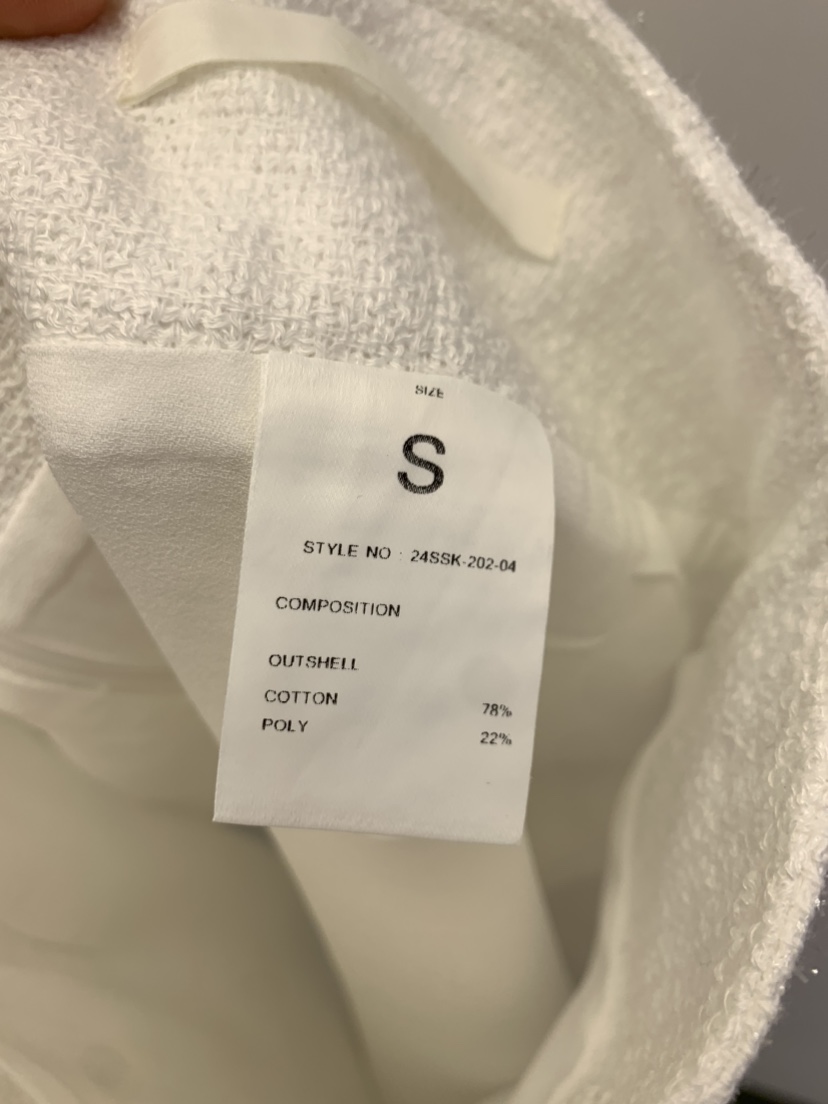 SIZE
S
STYLE NO : 24SSK-202-04
COMPOSITION
OUTSHELL
COTTON 78%
POLY 22%